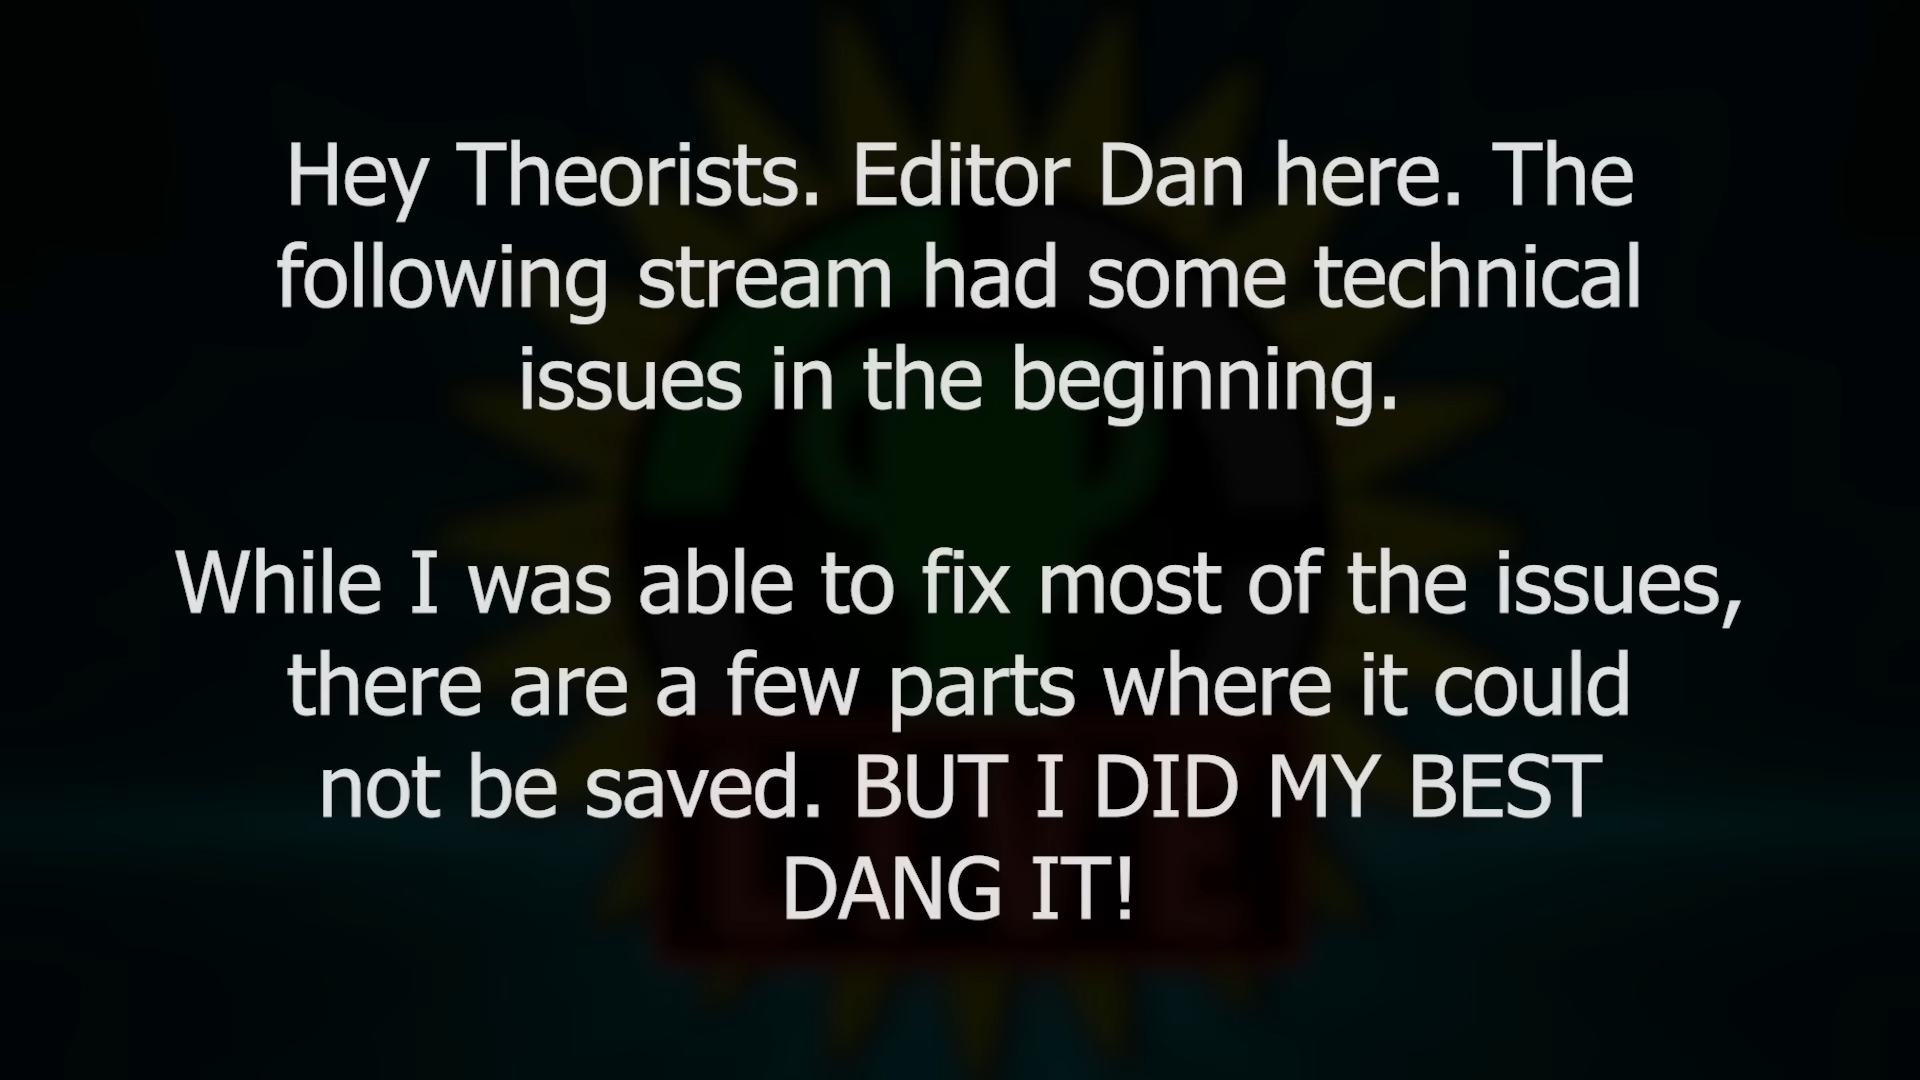 Hey Theorists. Editor Dan here. The
following stream had some technical
issues in the beginning.
While I was able to fix most of the issues,
there are a few parts where it could
not be saved. BUT I DID MY BEST
DANG IT!
LIVE